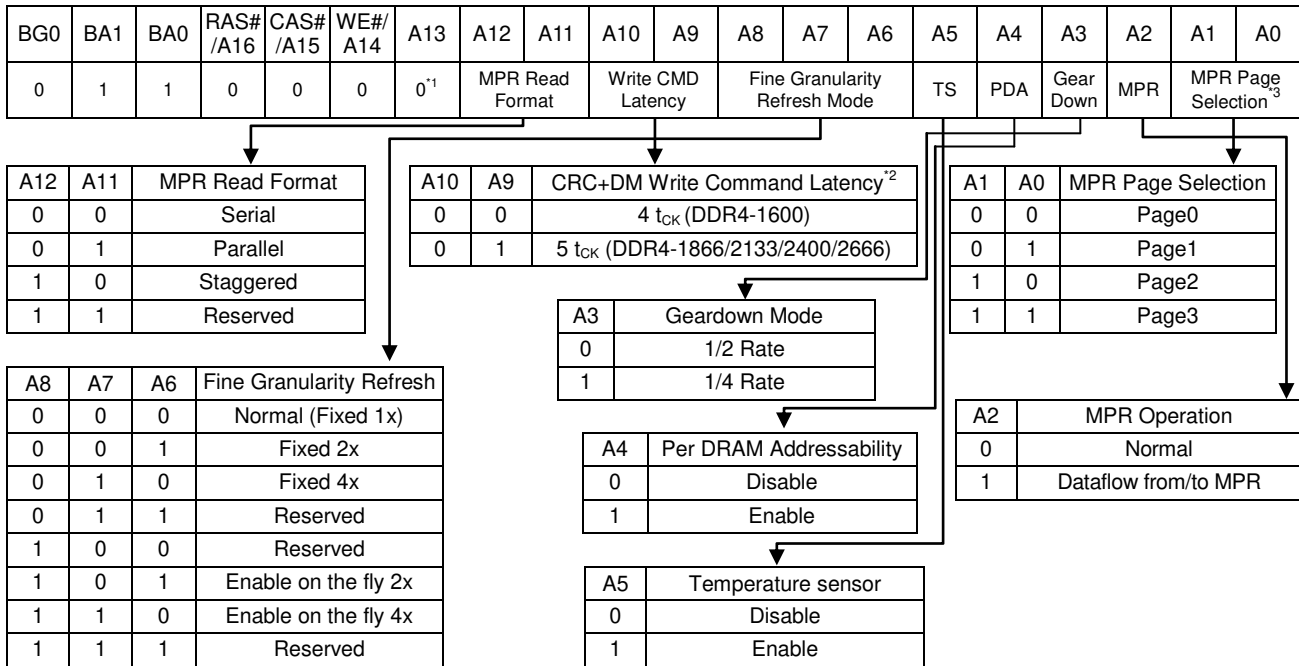 BG0 BA1 BA0 RAS# /A16 CAS# /A15 WE#/ A14 A13 A12 A11 A10 A9 A8 A7 A6 A5 A4 A3 A2 A1 A0
0 1 1 0 0 0 0*1 MPR Read Format Write CMD Latency Fine Granularity Refresh Mode TS PDA Gear Down MPR MPR Page Selection*3
A12 A11 MPR Read Format
0 0 Serial
0 1 Parallel
1 0 Staggered
1 1 Reserved
A10 A9 CRC+DM Write Command Latency*2
0 0 4 tCK (DDR4-1600)
0 1 5 tCK (DDR4-1866/2133/2400/2666)
A1 A0 MPR Page Selection
0 0 Page0
0 1 Page1
1 0 Page2
1 1 Page3
A3 Geardown Mode
0 1/2 Rate
1 1/4 Rate
A8 A7 A6 Fine Granularity Refresh
0 0 0 Normal (Fixed 1x)
0 0 1 Fixed 2x
0 1 0 Fixed 4x
0 1 1 Reserved
1 0 0 Reserved
1 0 1 Enable on the fly 2x
1 1 0 Enable on the fly 4x
1 1 1 Reserved
A4 Per DRAM Addressability
0 Disable
1 Enable
A2 MPR Operation
0 Normal
1 Dataflow from/to MPR
A5 Temperature sensor
0 Disable
1 Enable